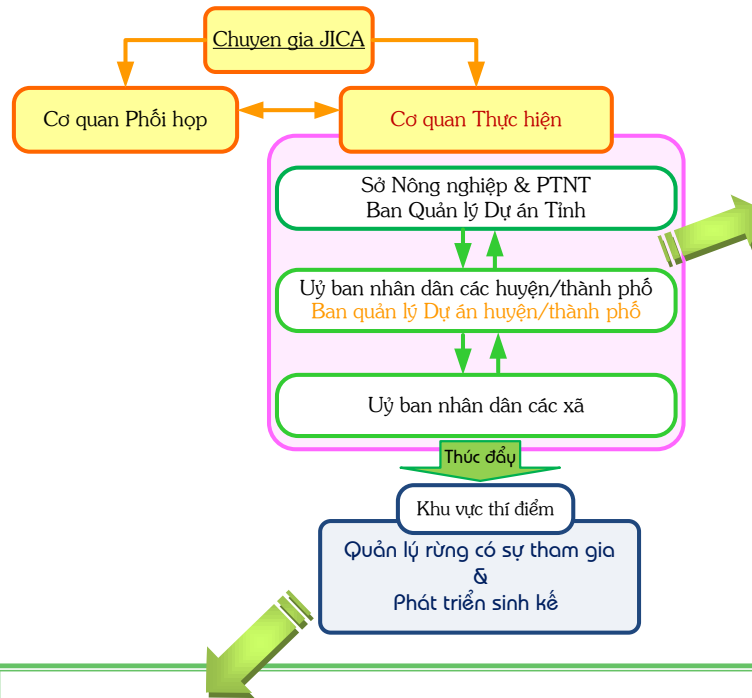 Chuyen gia JICA
Cơ quan Phối họp
Cơ quan Thực hiện
Sở Nông nghiệp & PTNT
Ban Quản lý Dự án Tỉnh
Uỷ ban nhân dân các huyện/thành phố
Ban quản lý Dự án huyện/thành phố
Uỷ ban nhân dân các xã
Thúc đẩy
Khu vực thí điểm
Quản lý rừng có sự tham gia
&
Phát triển sinh kế